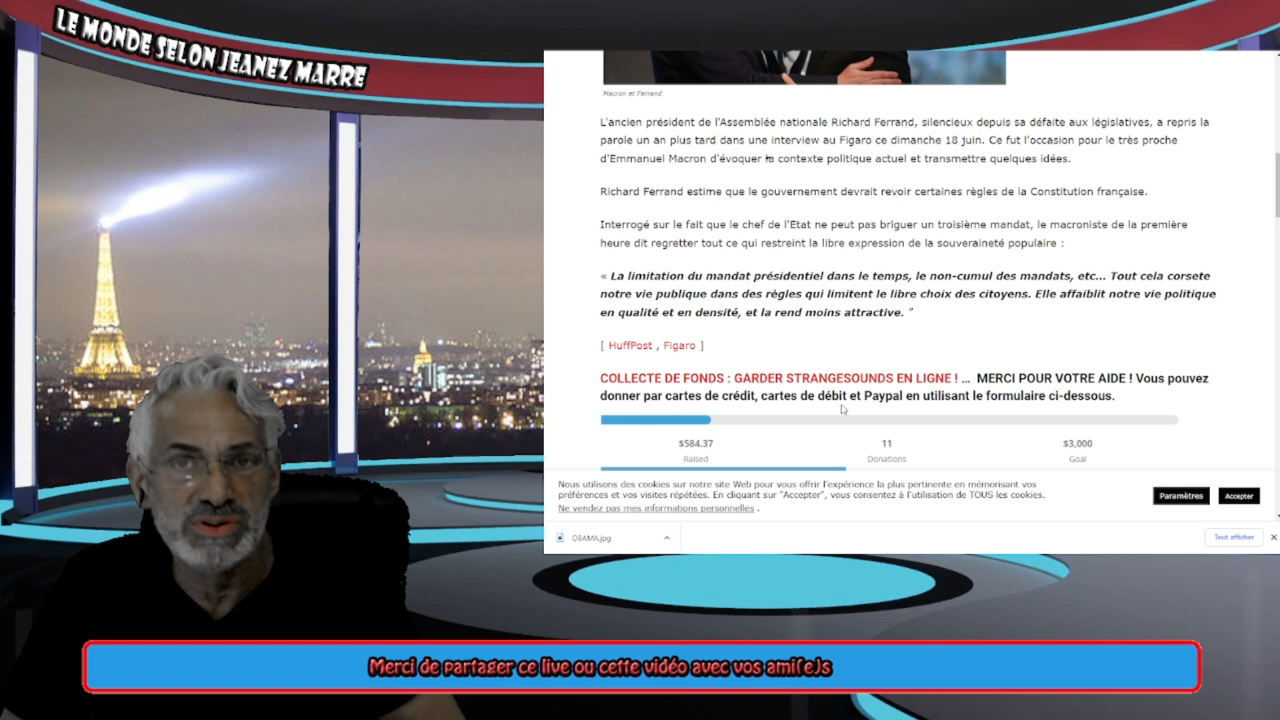 LE MONDE SELON JEANEZ MARRE
Macron et Ferrand
L'ancien président de l'Assemblée nationale Richard Ferrand, silencieux depuis sa défaite aux législatives, a repris la
parole un an plus tard dans une interview au Figaro ce dimanche 18 juin. Ce fut l'occasion pour le très proche
d'Emmanuel Macron d'évoquer le contexte politique actuel et transmettre quelques idées.
Richard Ferrand estime que le gouvernement devrait revoir certaines règles de la Constitution française.
Interrogé sur le fait que le chef de l'Etat ne peut pas briguer un troisième mandat, le macroniste de la première
heure dit regretter tout ce qui restreint la libre expression de la souveraineté populaire :
« La limitation du mandat présidentiel dans le temps, le non-cumul des mandats, etc... Tout cela corsete
notre vie publique dans des règles qui limitent le libre choix des citoyens. Elle affaiblit notre vie politique
en qualité et en densité, et la rend moins attractive. "
[ HuffPost , Figaro ]
COLLECTE DE FONDS : GARDER STRANGESOUNDS EN LIGNE ! ... MERCI POUR VOTRE AIDE ! Vous pouvez
donner par cartes de crédit, cartes de débit et Paypal en utilisant le formulaire ci-dessous.
$584.37 11 $3,000
Raised Donations Goal
Nous utilisons des cookies sur notre site Web pour vous offrir l'expérience la plus pertinente en mémorisant vos
préférences et vos visites répétées. En cliquant sur "Accepter", vous consentez à l'utilisation de TOUS les cookies.
Ne vendez pas mes informations personnelles .
Paramètres Accepter
OBAMA.jpg
Tout afficher
Merci de partager ce live ou cette vidéo avec vos ami(e)s